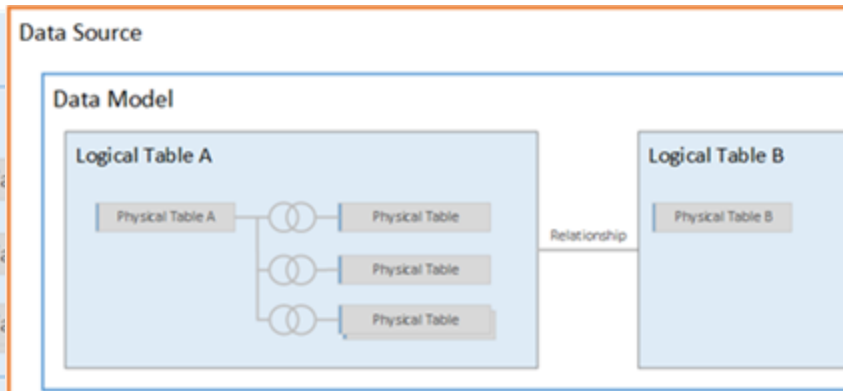 Data Source
Data Model
Logical Table A
Logical Table B
Physical Table A
Physical Table
Physical Table B
Relationship
Physical Table
Physical Table